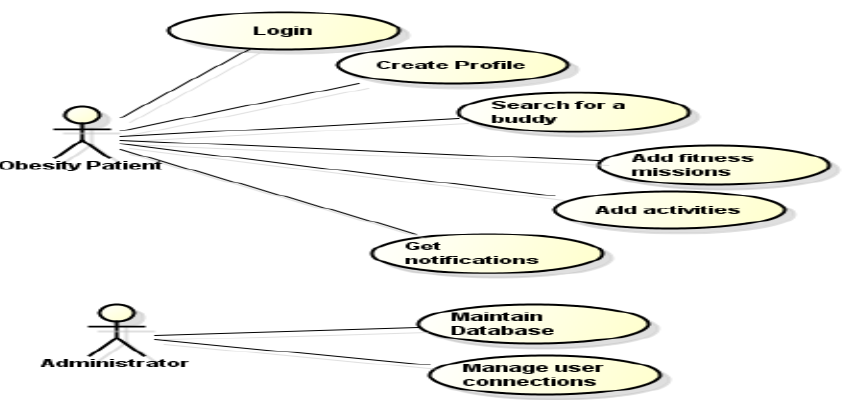 Login
Create Profile
Search for a
buddy
Obesity Patient
Add fitness
missions
Add activities
Get
notifications
Maintain
Database
Administrator
Manage user
connections